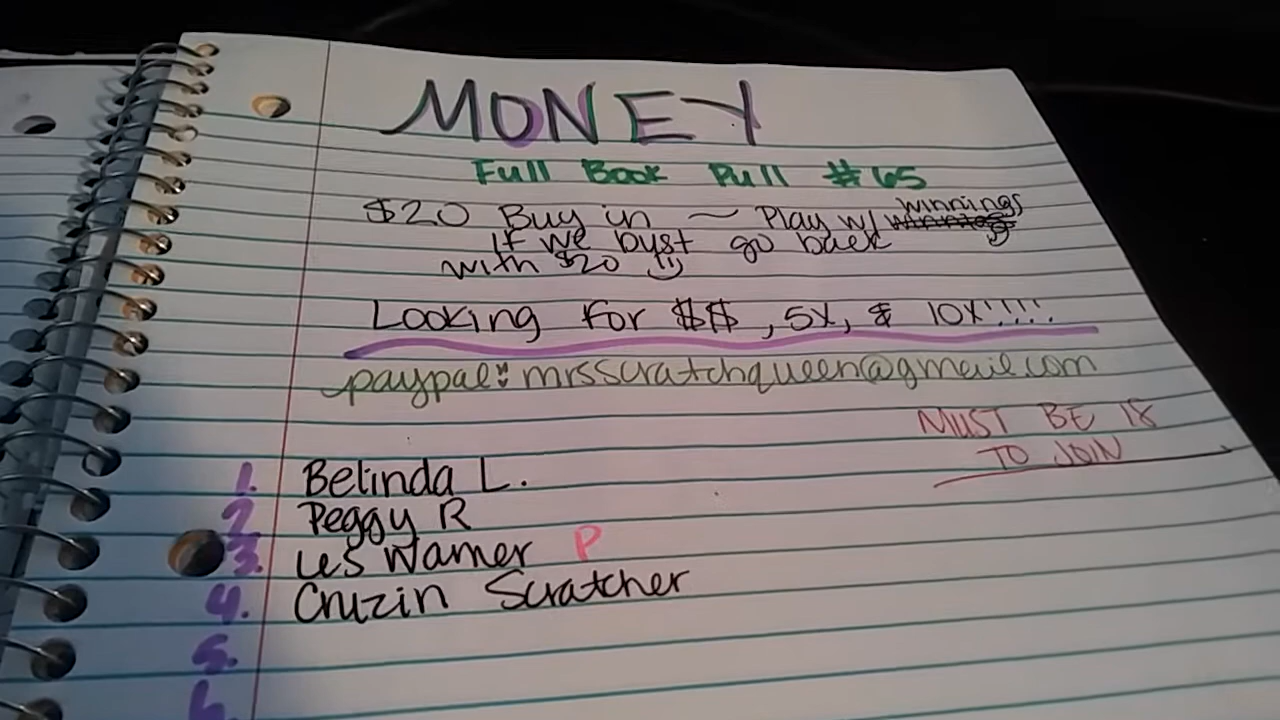 MONEY
Full Book Pull #65
$20 Buy in ~ Play w/ winnings
If we bust go back
with $20
Looking For $$, 5X, & 10X!!!!
paypal: mrsscratchqueen@gmail.com
MUST BE 18
TO JOIN
1. Belinda L.
2. Peggy R
3. Les Warner P
4. Cruzin Scratcher
5.
6.